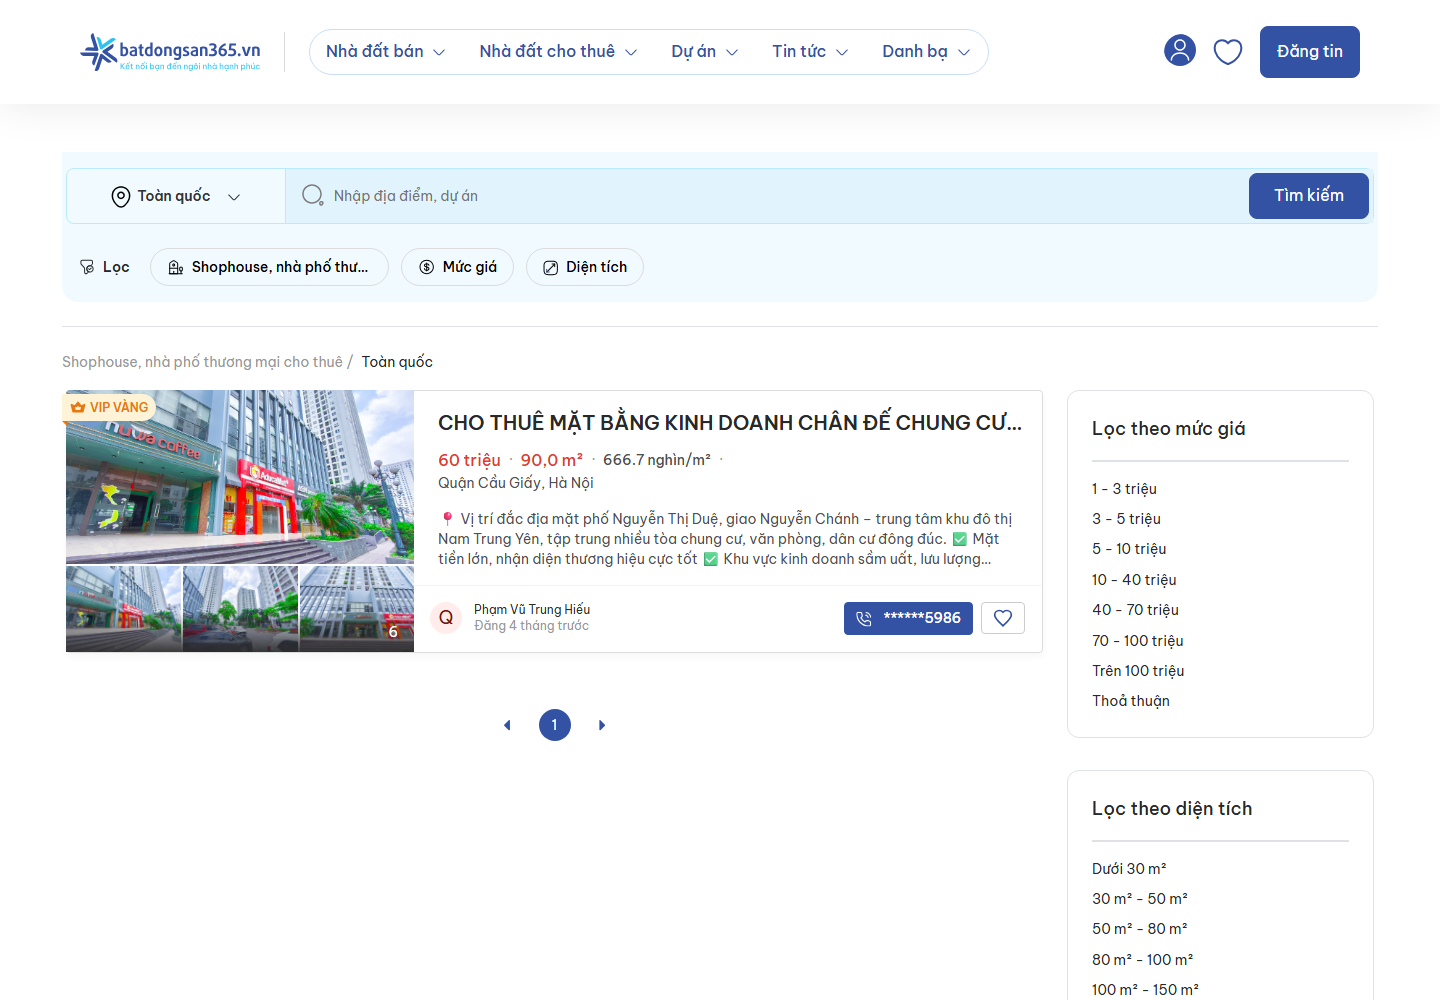 batdongsan365.vn
Kết nối bạn đến ngôi nhà hạnh phúc
Nhà đất bán
Nhà đất cho thuê
Dự án
Tin tức
Danh bạ
Đăng tin
Toàn quốc
Nhập địa điểm, dự án
Tìm kiếm
Lọc
Shophouse, nhà phố thư...
Mức giá
Diện tích
Shophouse, nhà phố thương mại cho thuê / Toàn quốc
VIP VÀNG
nuwa coffee
6
CHO THUÊ MẶT BẰNG KINH DOANH CHÂN ĐẾ CHUNG CƯ...
60 triệu · 90,0 m² · 666.7 nghìn/m² ·
Quận Cầu Giấy, Hà Nội
📍 Vị trí đắc địa mặt phố Nguyễn Thị Duệ, giao Nguyễn Chánh – trung tâm khu đô thị
Nam Trung Yên, tập trung nhiều tòa chung cư, văn phòng, dân cư đông đúc. ✅ Mặt
tiền lớn, nhận diện thương hiệu cực tốt ✅ Khu vực kinh doanh sầm uất, lưu lượng...
Q
Phạm Vũ Trung Hiếu
Đăng 4 tháng trước
******5986
1
Lọc theo mức giá
1 - 3 triệu
3 - 5 triệu
5 - 10 triệu
10 - 40 triệu
40 - 70 triệu
70 - 100 triệu
Trên 100 triệu
Thoả thuận
Lọc theo diện tích
Dưới 30 m²
30 m² - 50 m²
50 m² - 80 m²
80 m² - 100 m²
100 m² - 150 m²